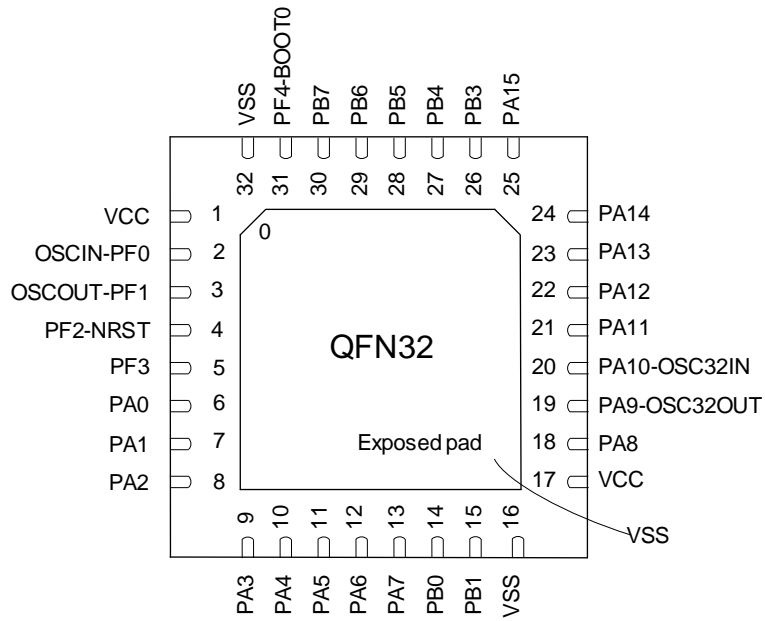 VSS
PF4-BOOT0
PB7
PB6
PB5
PB4
PB3
PA15
32
31
30
29
28
27
26
25
VCC 1
OSCIN-PF0 2
OSCOUT-PF1 3
PF2-NRST 4
PF3 5
PA0 6
PA1 7
PA2 8
0
QFN32
Exposed pad
24 PA14
23 PA13
22 PA12
21 PA11
20 PA10-OSC32IN
19 PA9-OSC32OUT
18 PA8
17 VCC
VSS
9
10
11
12
13
14
15
16
PA3
PA4
PA5
PA6
PA7
PB0
PB1
VSS